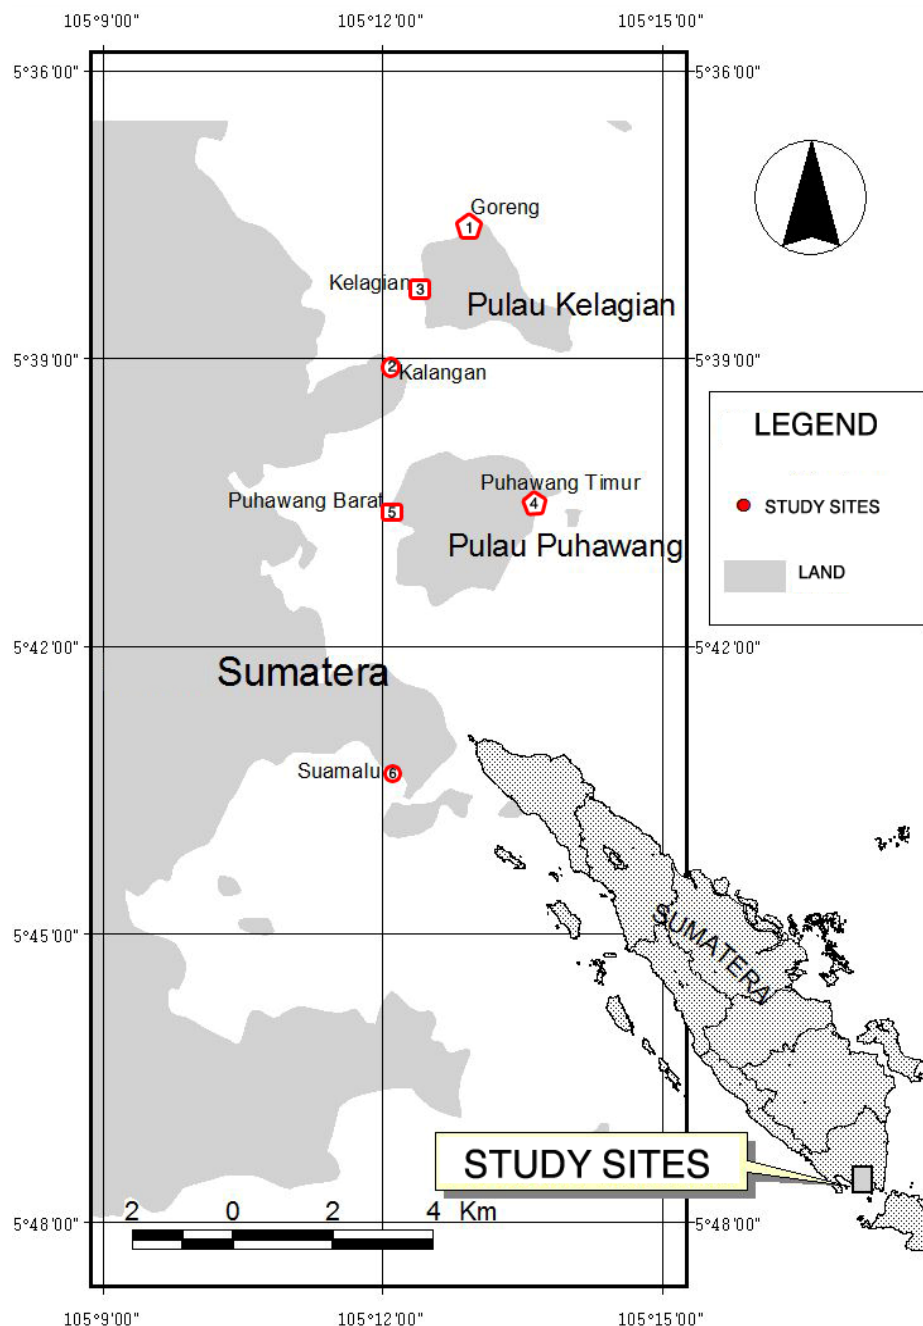 105°9'00" 105°12'00" 105°15'00"
5°36'00" 5°36'00"
Goreng
1
Kelagian 3
Pulau Kelagian
5°39'00" 5°39'00"
2 Kalangan
LEGEND
STUDY SITES
LAND
Puhawang Timur
4
Puhawang Barat 5
Pulau Puhawang
5°42'00" 5°42'00"
Sumatera
Suamalu 6
SUMATERA
5°45'00" 5°45'00"
STUDY SITES
2 0 2 4 Km
5°48'00" 5°48'00"
105°9'00" 105°12'00" 105°15'00"